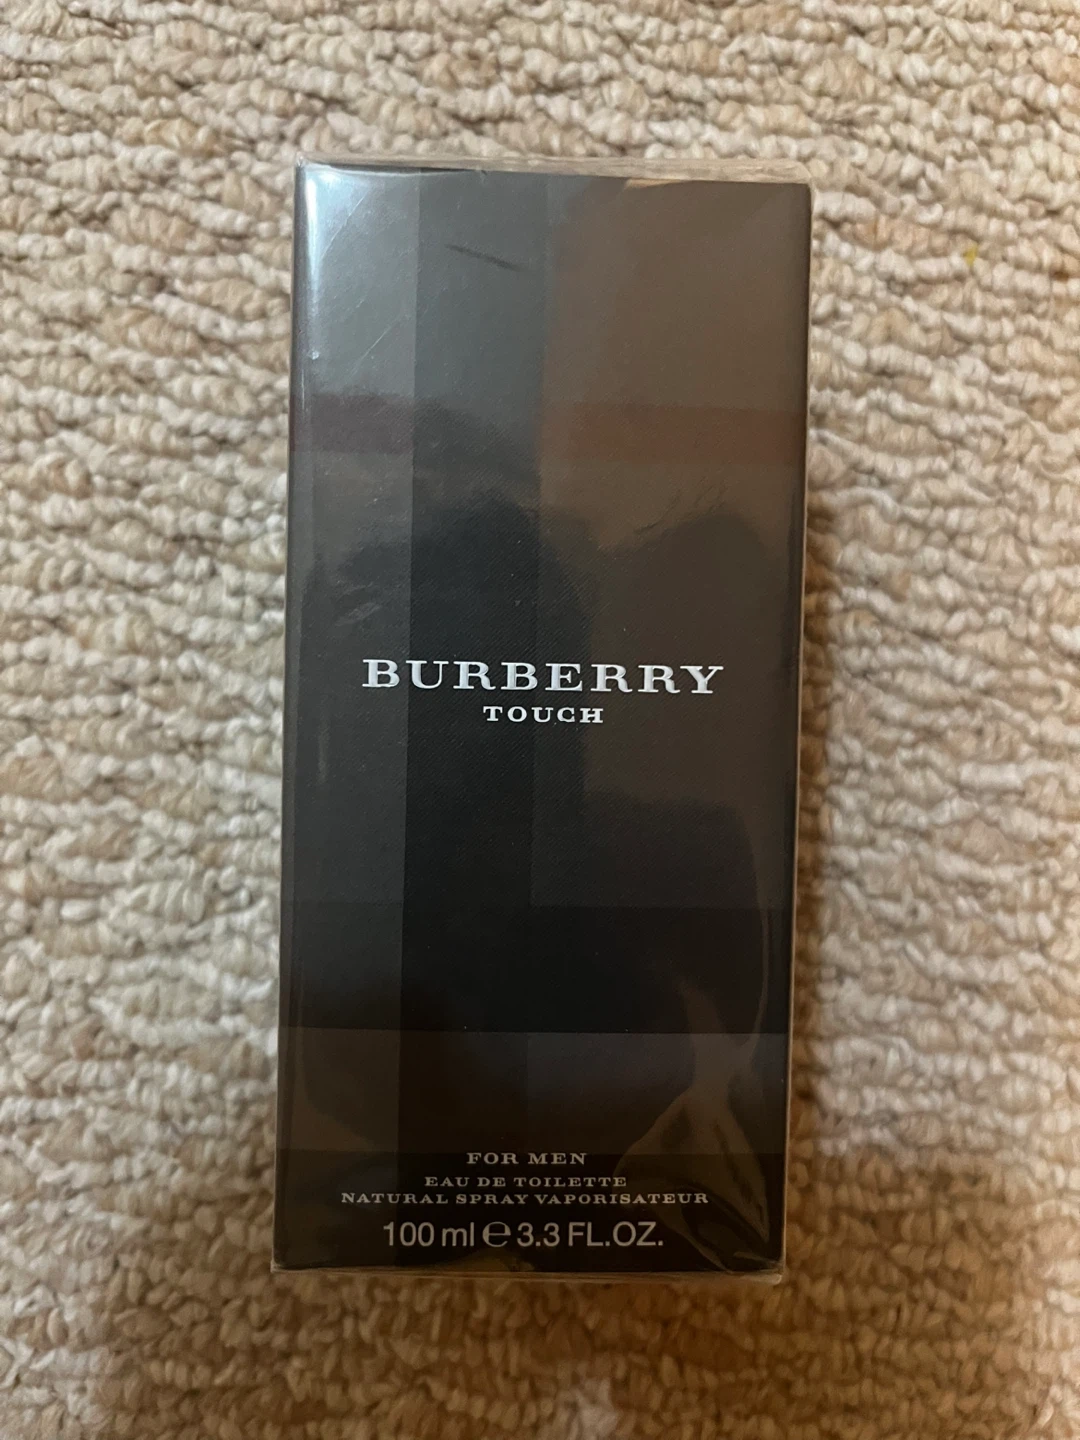 BURBERRY
TOUCH
FOR MEN
EAU DE TOILETTE
NATURAL SPRAY VAPORISATEUR
100 ml ℮ 3.3 FL.OZ.